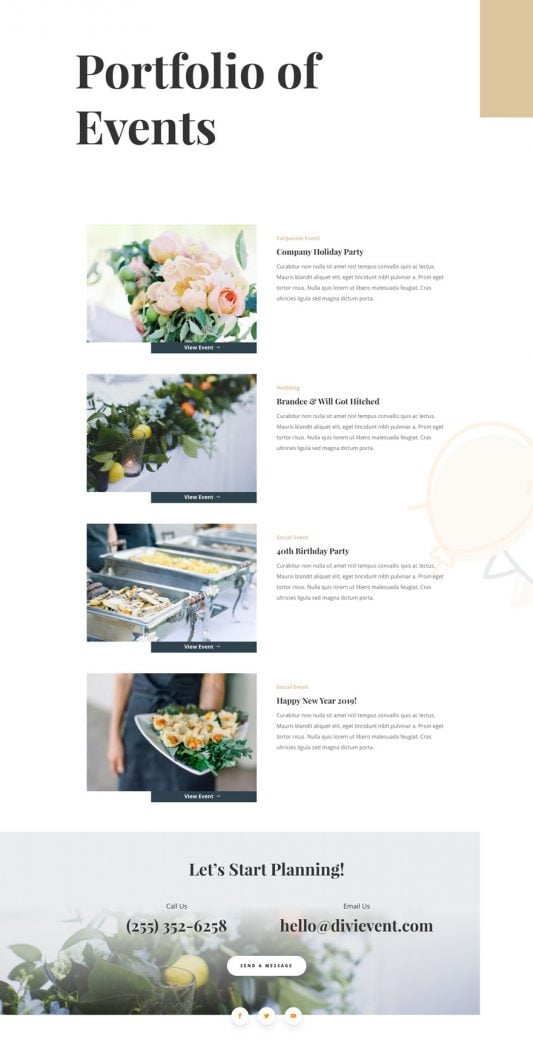 Portfolio of
Events
Corporate Event
Company Holiday Party
Curabitur non nulla sit amet nisl tempus convallis quis ac lectus.
Mauris blandit aliquet elit, eget tincidunt nibh pulvinar a. Proin eget
tortor risus. Nulla quis lorem ut libero malesuada feugiat. Cras
ultricies ligula sed magna dictum porta.
View Event →
Wedding
Brandee & Will Got Hitched
Curabitur non nulla sit amet nisl tempus convallis quis ac lectus.
Mauris blandit aliquet elit, eget tincidunt nibh pulvinar a. Proin eget
tortor risus. Nulla quis lorem ut libero malesuada feugiat. Cras
ultricies ligula sed magna dictum porta.
View Event →
Social Event
40th Birthday Party
Curabitur non nulla sit amet nisl tempus convallis quis ac lectus.
Mauris blandit aliquet elit, eget tincidunt nibh pulvinar a. Proin eget
tortor risus. Nulla quis lorem ut libero malesuada feugiat. Cras
ultricies ligula sed magna dictum porta.
View Event →
Social Event
Happy New Year 2019!
Curabitur non nulla sit amet nisl tempus convallis quis ac lectus.
Mauris blandit aliquet elit, eget tincidunt nibh pulvinar a. Proin eget
tortor risus. Nulla quis lorem ut libero malesuada feugiat. Cras
ultricies ligula sed magna dictum porta.
View Event →
Let’s Start Planning!
Call Us
(255) 352-6258
Email Us
hello@divievent.com
SEND A MESSAGE